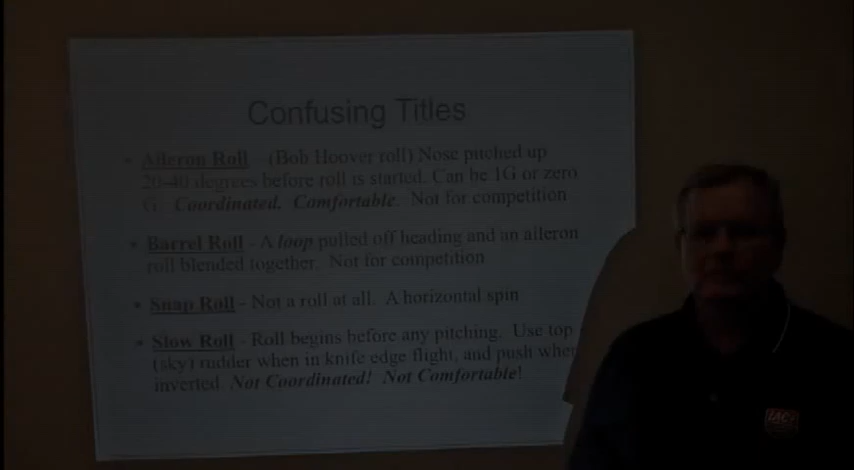 Confusing Titles
• Aileron Roll - (Bob Hoover roll) Nose pitched up
20-40 degrees before roll is started. Can be 1G or zero
G. Coordinated. Comfortable. Not for competition
• Barrel Roll - A loop pulled off heading and an aileron
roll blended together. Not for competition
• Snap Roll - Not a roll at all. A horizontal spin
• Slow Roll - Roll begins before any pitching. Use top
(sky) rudder when in knife edge flight, and push when
inverted. Not Coordinated! Not Comfortable!